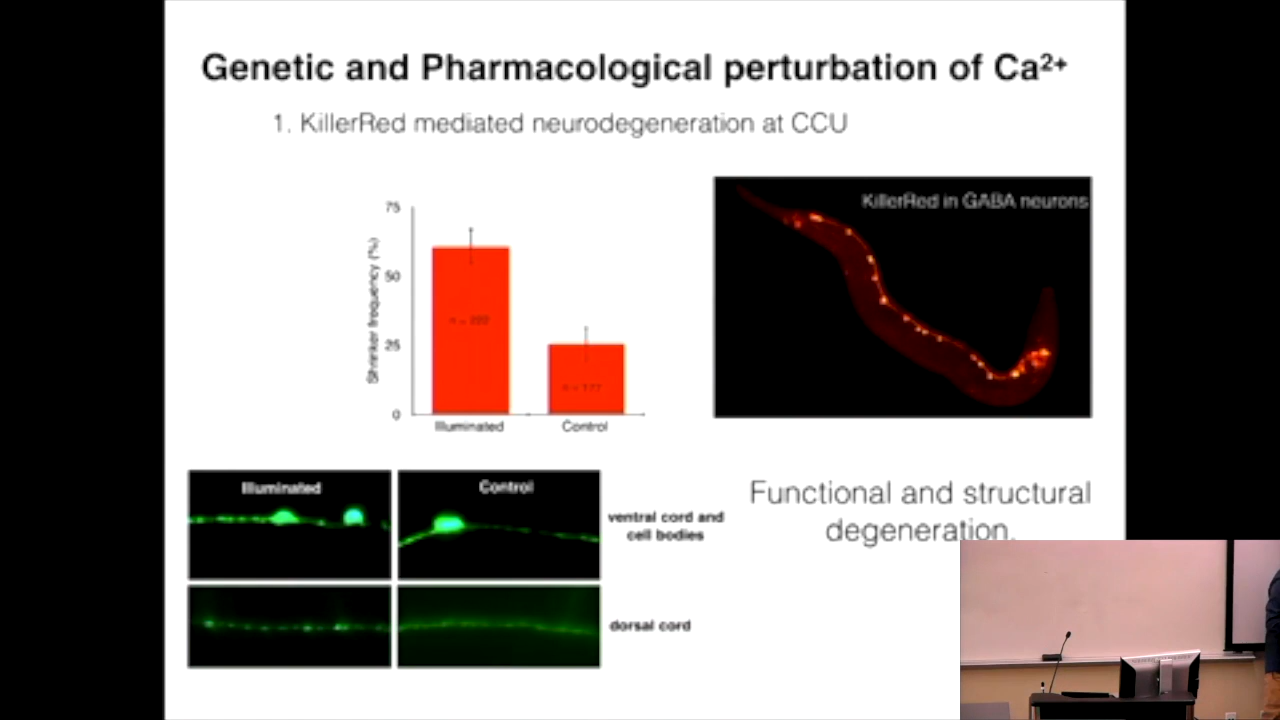 Genetic and Pharmacological perturbation of Ca²⁺
1. KillerRed mediated neurodegeneration at CCU
KillerRed in GABA neurons
75
50
25
0
Shrinker frequency (%)
Illuminated
Control
Illuminated
Control
ventral cord and
cell bodies
dorsal cord
Functional and structural
degeneration.